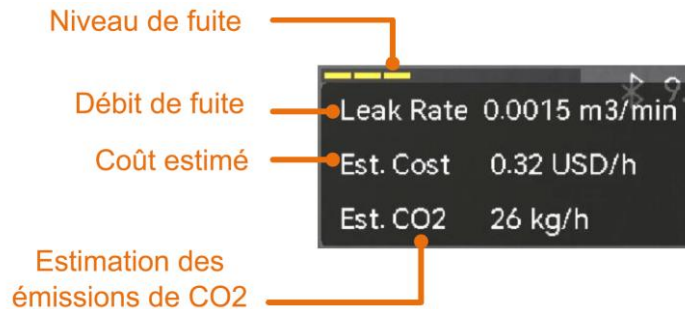 Niveau de fuite
Débit de fuite
Leak Rate 0.0015 m3/min
Coût estimé
Est. Cost 0.32 USD/h
Est. CO2 26 kg/h
Estimation des
émissions de CO2